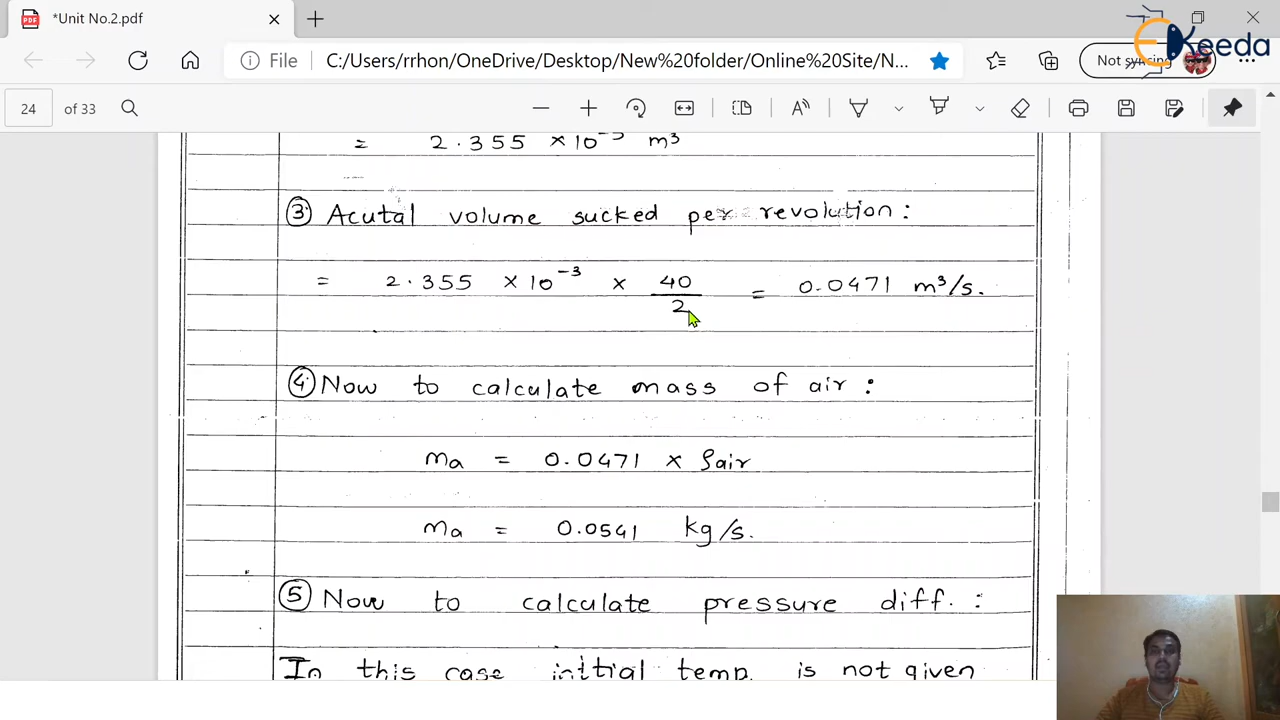 *Unit No.2.pdf
EKeeda
File
C:/Users/rrhon/OneDrive/Desktop/New%20folder/Online%20Site/N...
Not syncing
24 of 33
= 2.355 ×10⁻³ m³
③ Acutal volume sucked per revolution:
= 2.355 ×10⁻³ × 40/2 = 0.0471 m³/s.
④ Now to calculate mass of air:
ma = 0.0471 × ρair
ma = 0.0541 kg/s.
⑤ Now to calculate pressure diff.:
In this case initial temp. is not given